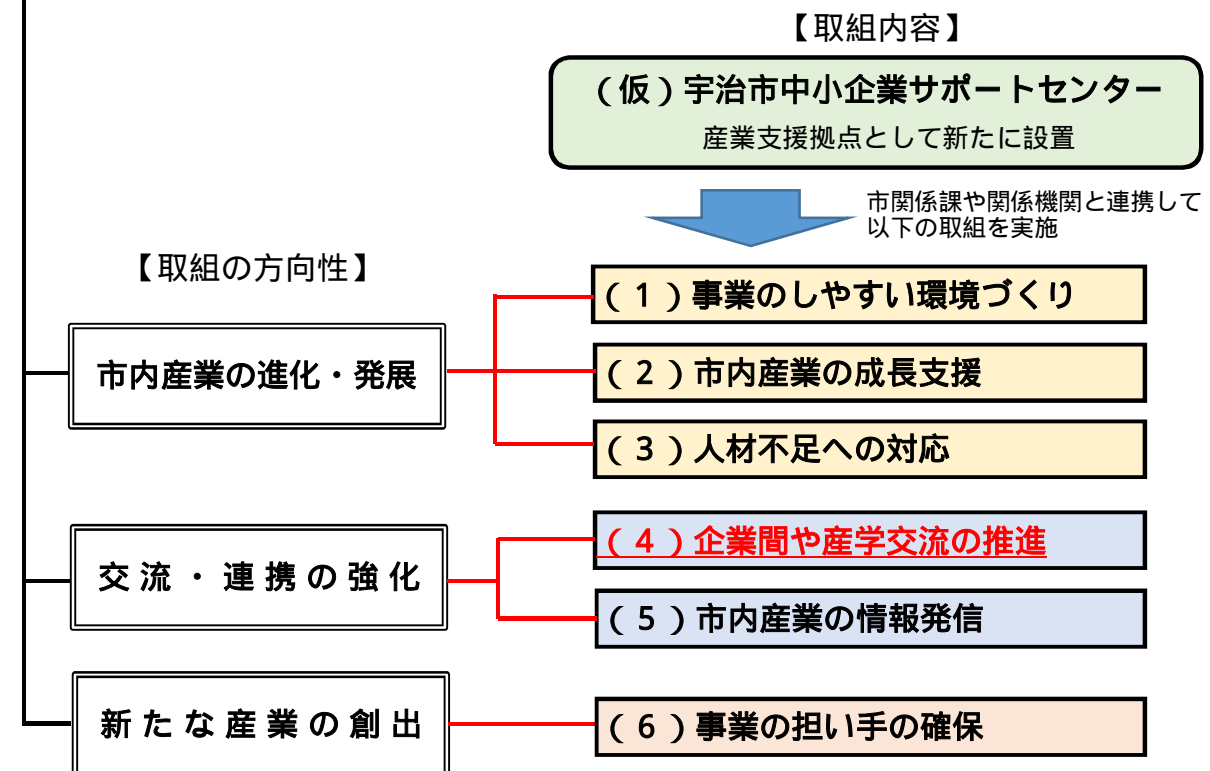 【取組内容】
(仮)宇治市中小企業サポートセンター
産業支援拠点として新たに設置
市関係課や関係機関と連携して
以下の取組を実施
【取組の方向性】
市内産業の進化・発展
(1)事業のしやすい環境づくり
(2)市内産業の成長支援
(3)人材不足への対応
交流・連携の強化
(4)企業間や産学交流の推進
(5)市内産業の情報発信
新たな産業の創出
(6)事業の担い手の確保